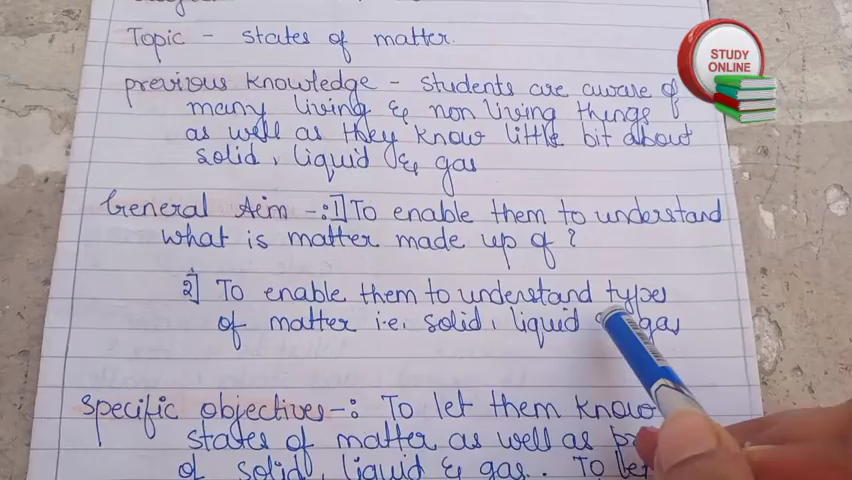 Topic - states of matter.
STUDY
ONLINE
previous knowledge - students are aware of
many living & non living things
as well as they know little bit about
solid, liquid & gas
General Aim -: 1] To enable them to understand
what is matter made up of ?
2] To enable them to understand types
of matter i.e. solid, liquid gas
Specific objectives -: To let them know
states of matter as well as
of solid, liquid & gas. To let